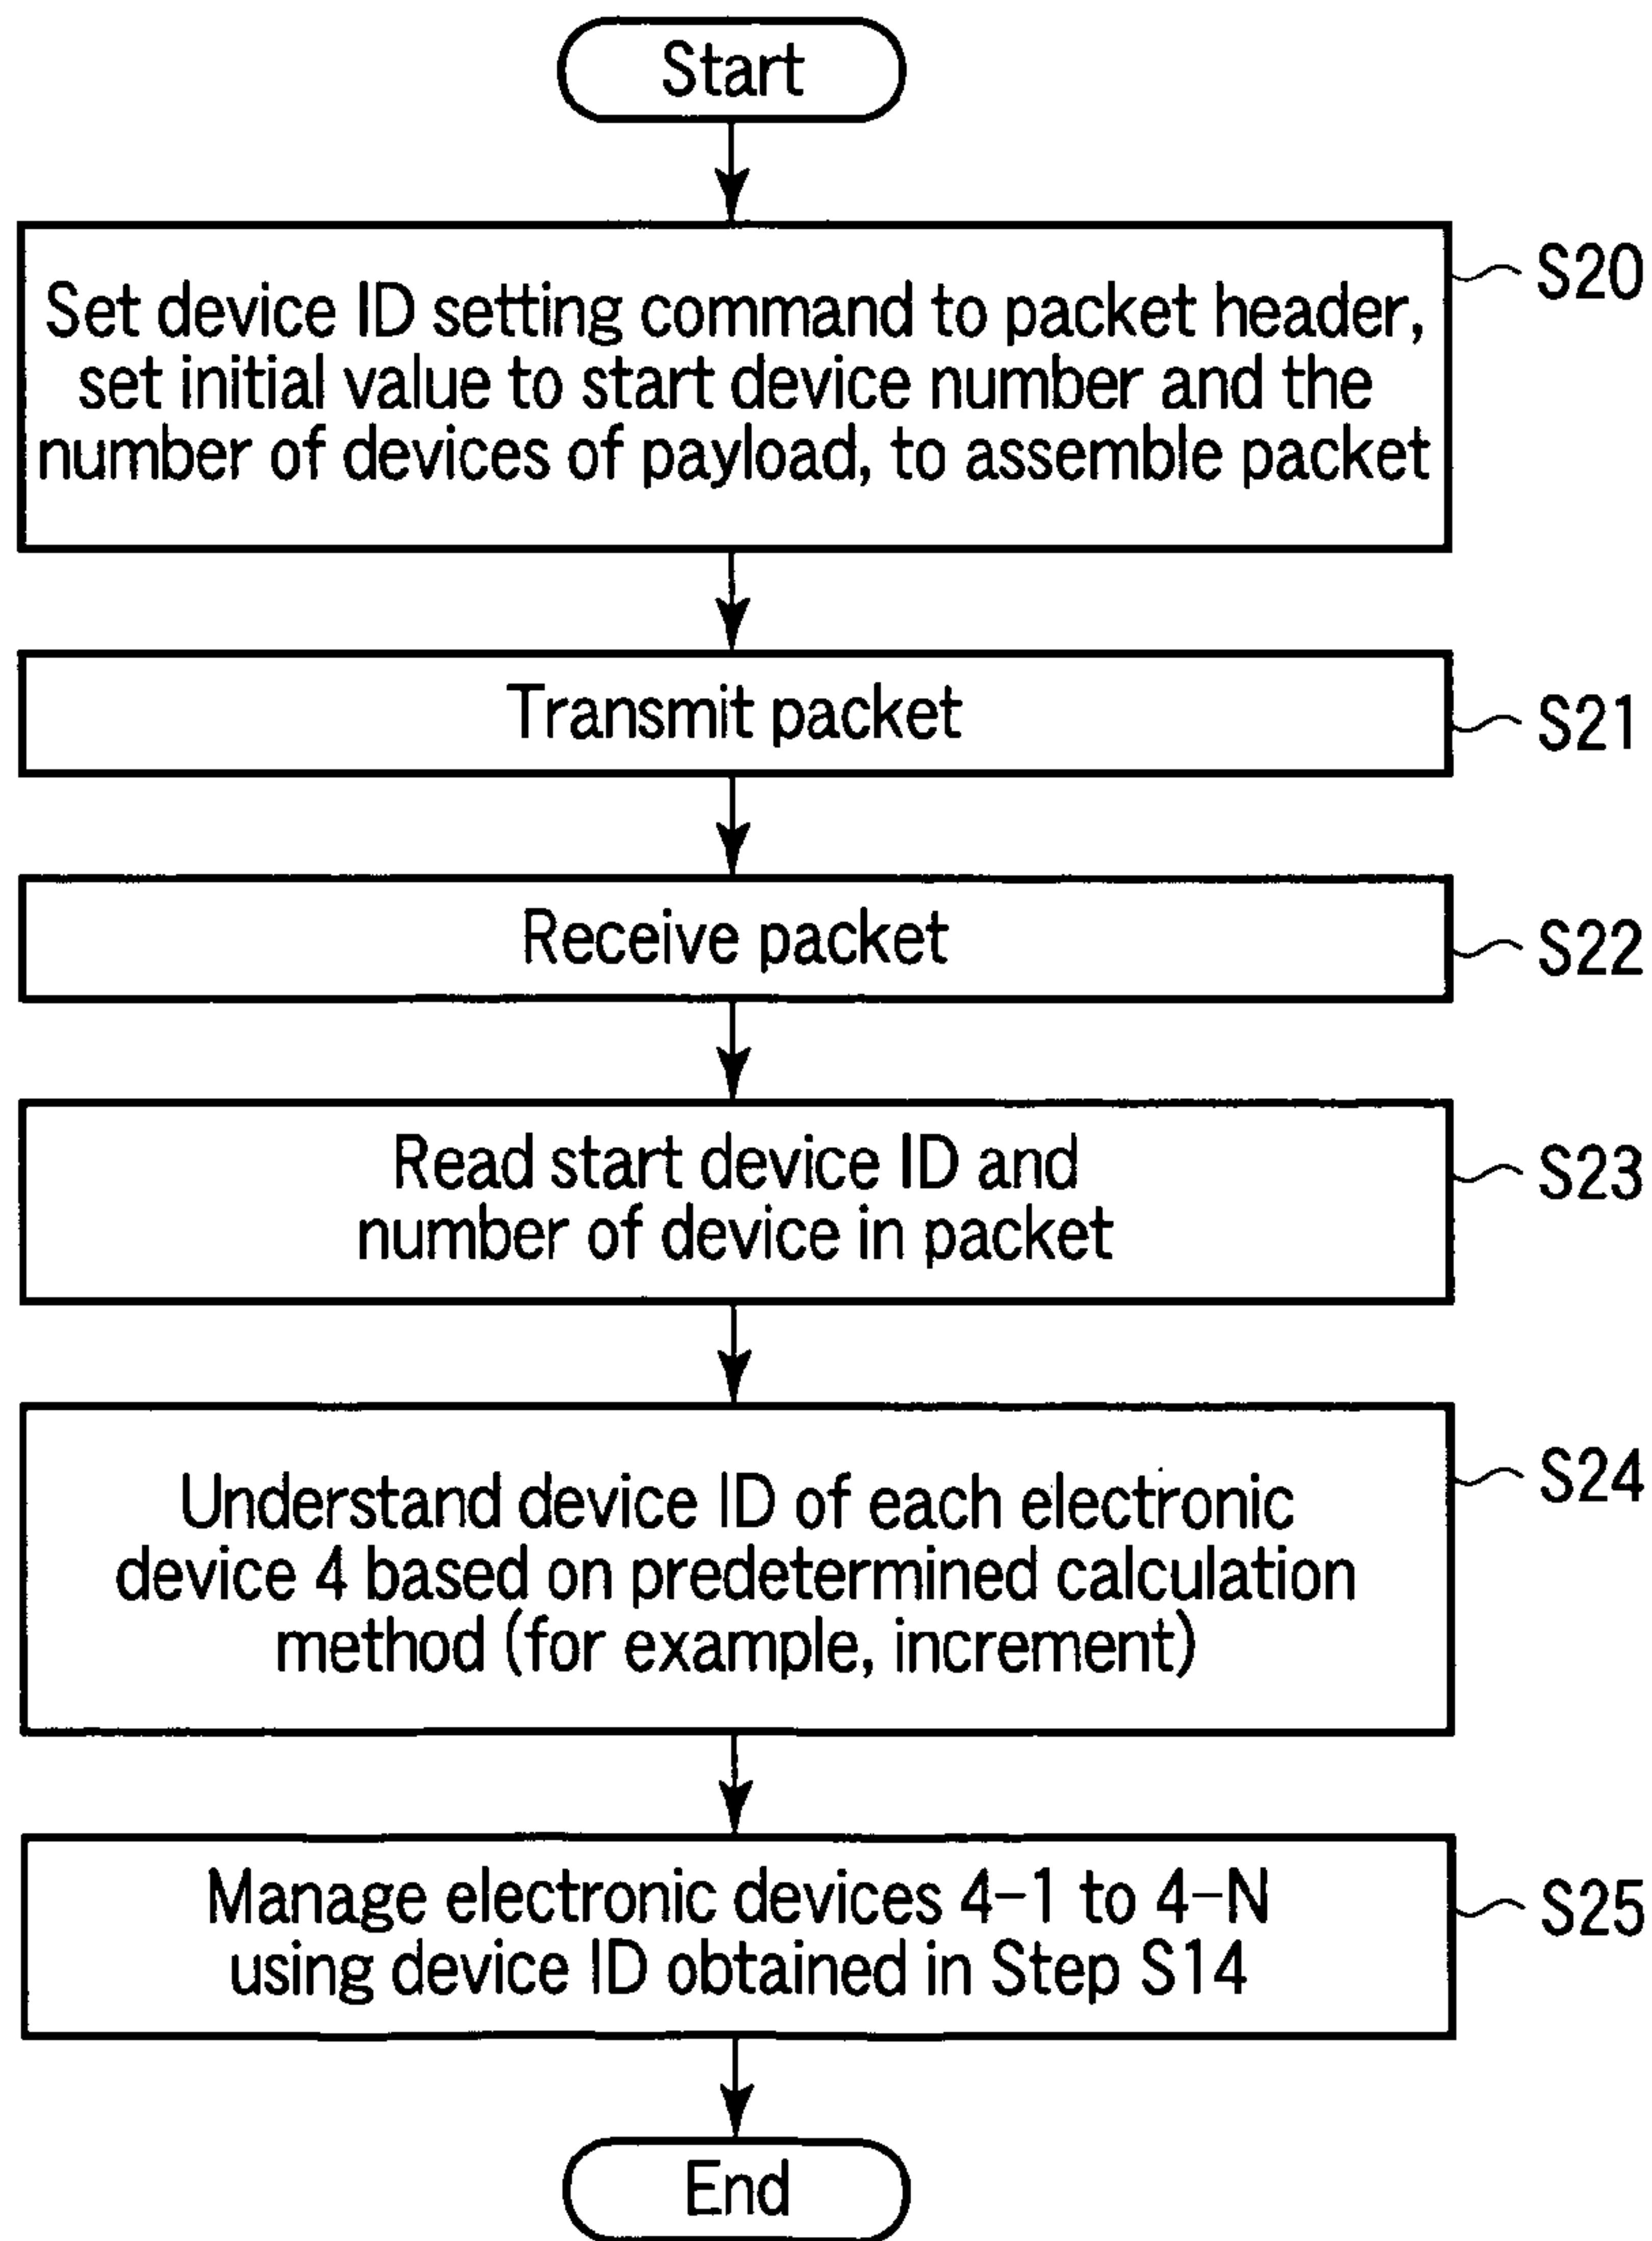 Start
Set device ID setting command to packet header,
set initial value to start device number and the
number of devices of payload, to assemble packet
S20
Transmit packet
S21
Receive packet
S22
Read start device ID and
number of device in packet
S23
Understand device ID of each electronic
device 4 based on predetermined calculation
method (for example, increment)
S24
Manage electronic devices 4-1 to 4-N
using device ID obtained in Step S14
S25
End